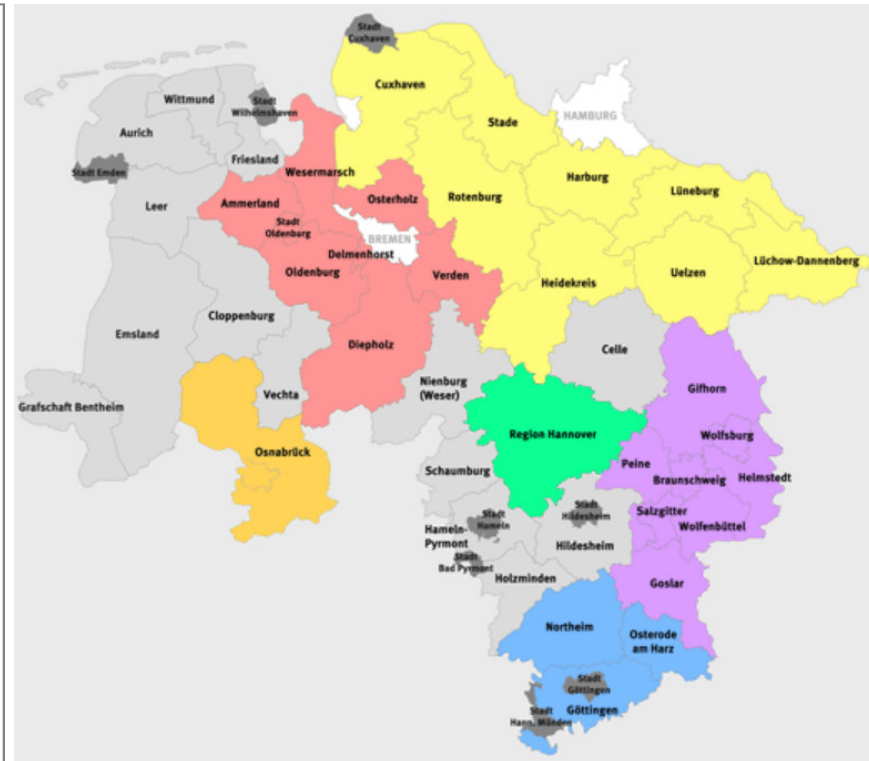 Stadt
Cuxhaven
Cuxhaven
Wittmund
Stadt
Wilhelmshaven
HAMBURG
Stade
Aurich
Friesland
Stadt Emden
Wesermarsch
Harburg
Lüneburg
Osterholz
Rotenburg
Leer
Ammerland
Stadt
Oldenburg
BREMEN
Delmenhorst
Oldenburg
Verden
Heidekreis
Uelzen
Lüchow-Dannenberg
Cloppenburg
Emsland
Diepholz
Celle
Nienburg
(Weser)
Vechta
Gifhorn
Grafschaft Bentheim
Region Hannover
Wolfsburg
Osnabrück
Schaumburg
Peine
Braunschweig
Helmstedt
Stadt
Hameln
Stadt
Hildesheim
Salzgitter
Wolfenbüttel
Hameln-
Pyrmont
Hildesheim
Stadt
Bad Pyrmont
Holzminden
Goslar
Northeim
Osterode
am Harz
Stadt
Göttingen
Göttingen
Stadt
Hann. Münden